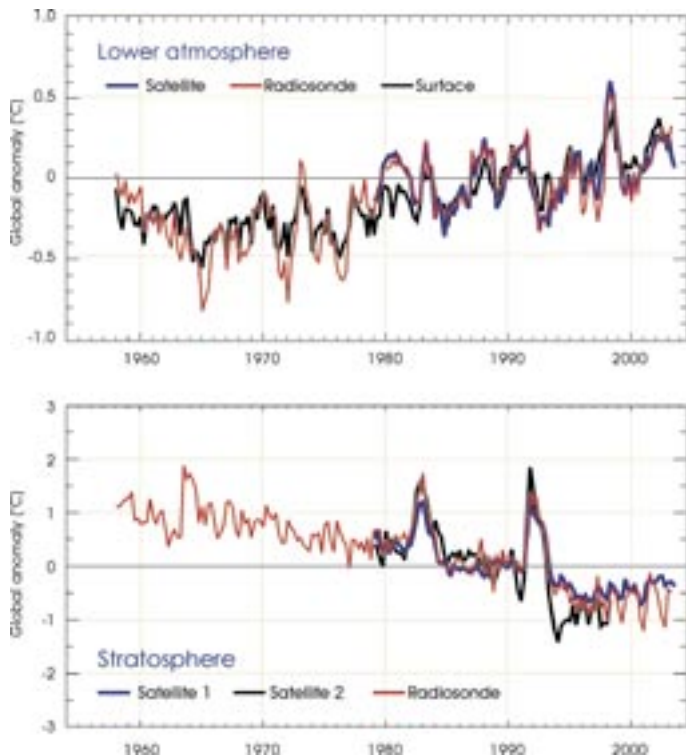 1.0
Lower atmosphere
Satellite Radiosonde Surface
0.5
0
-0.5
-1.0
Global anomaly [°C]
1960 1970 1980 1990 2000
3
2
1
0
-1
-2
-3
Global anomaly [°C]
Stratosphere
Satellite 1 Satellite 2 Radiosonde
1960 1970 1980 1990 2000